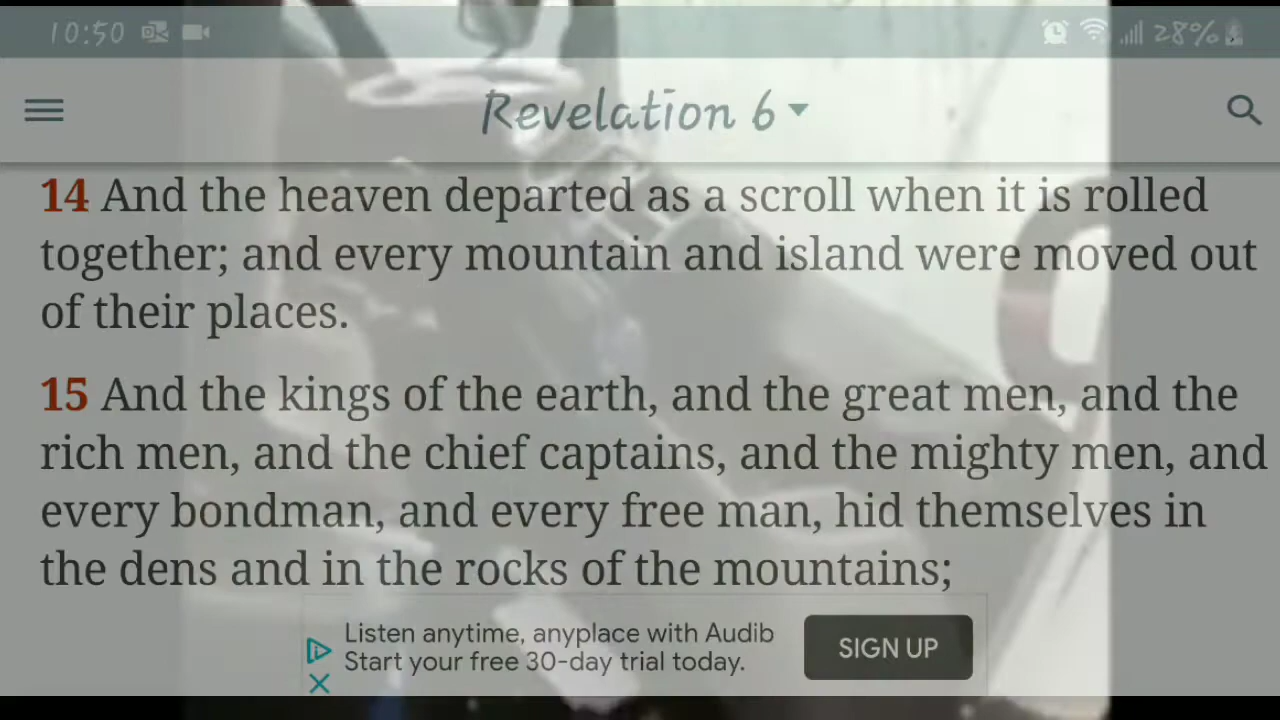 10:50 28%
Revelation 6
14 And the heaven departed as a scroll when it is rolled
together; and every mountain and island were moved out
of their places.
15 And the kings of the earth, and the great men, and the
rich men, and the chief captains, and the mighty men, and
every bondman, and every free man, hid themselves in
the dens and in the rocks of the mountains;
Listen anytime, anyplace with Audib
Start your free 30-day trial today.
SIGN UP